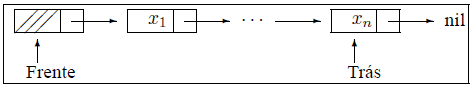 x₁ · · · xₙ nil
Frente Trás